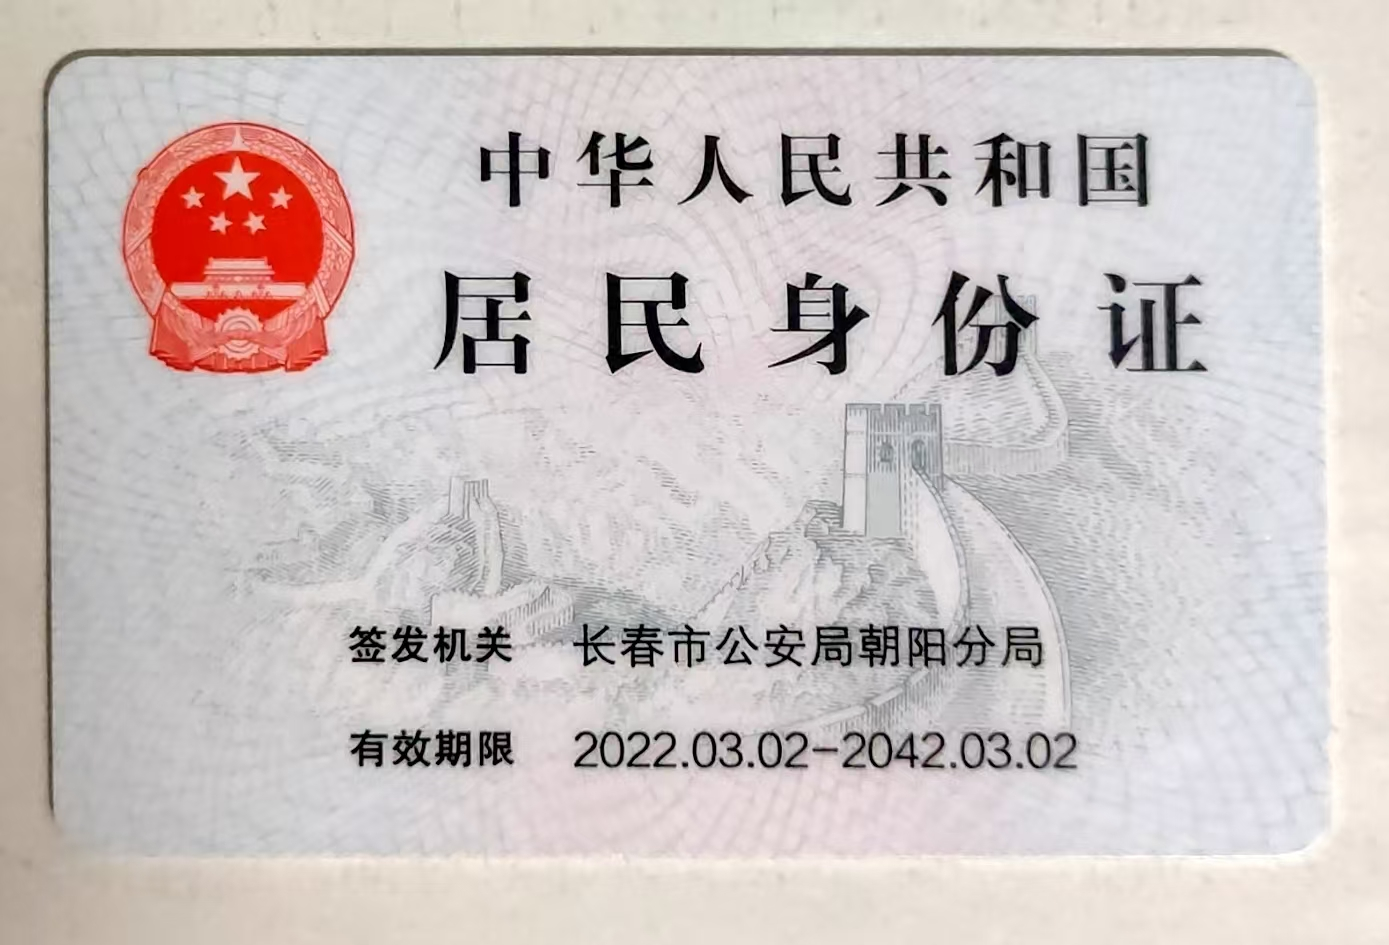 中华人民共和国
居民身份证
签发机关 长春市公安局朝阳分局
有效期限 2022.03.02-2042.03.02